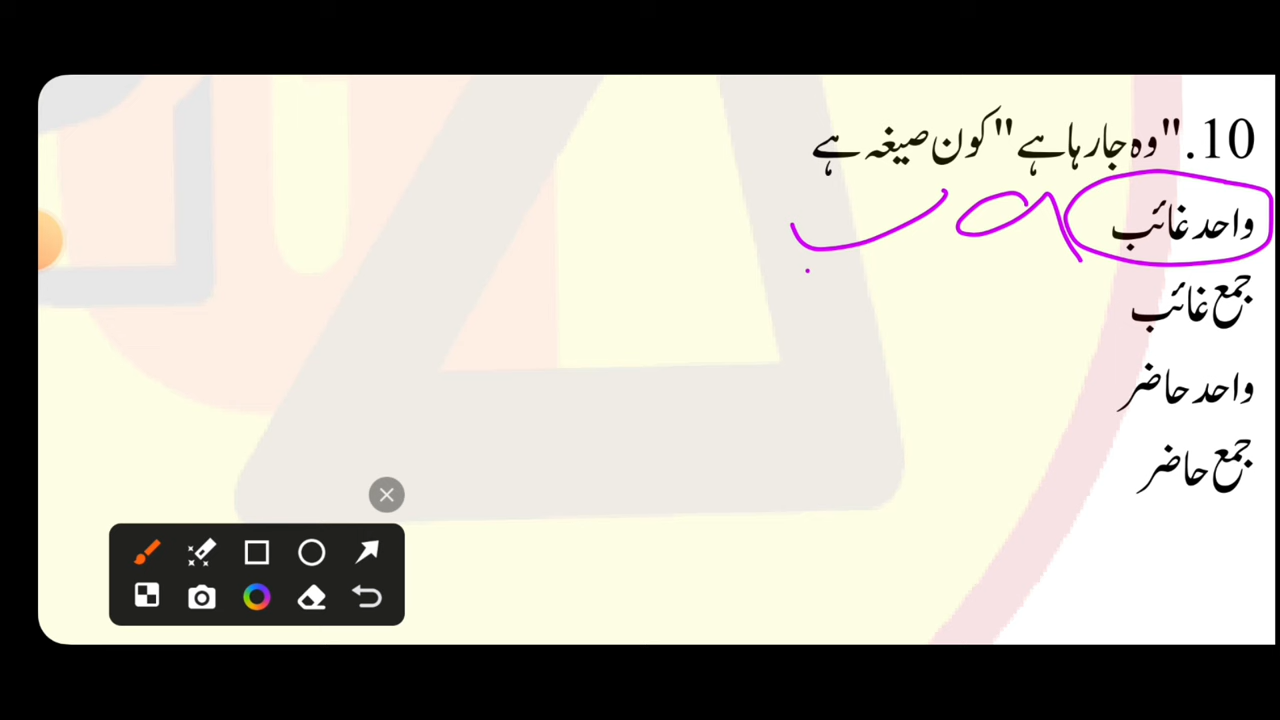 10. "وہ جا رہا ہے" کون صیغہ ہے
واحد غائب
جمع غائب
واحد حاضر
جمع حاضر